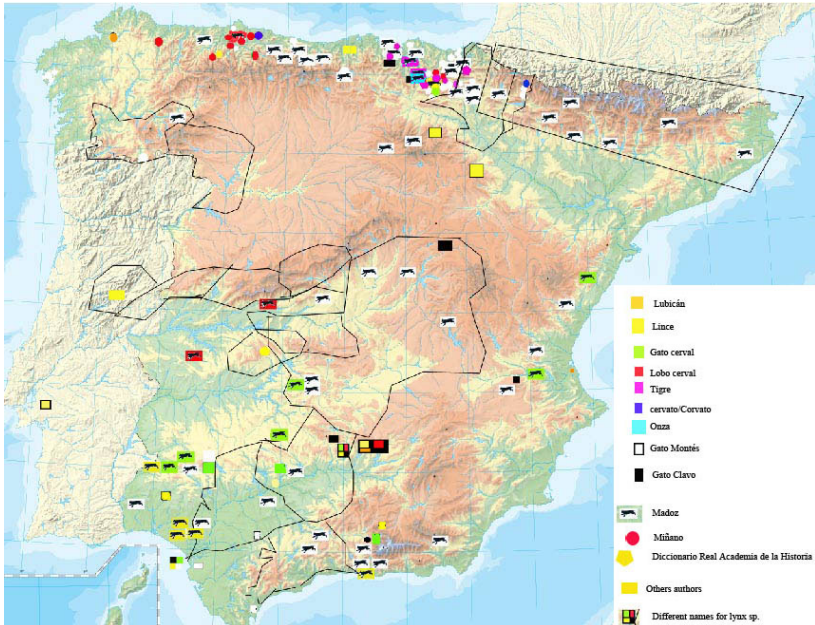 Lubicán
Lince
Gato cerval
Lobo cerval
Tigre
cervato/Corvato
Onza
Gato Montés
Gato Clavo
Madoz
Miñano
Diccionario Real Academia de la Historia
Others authors
Different names for lynx sp.